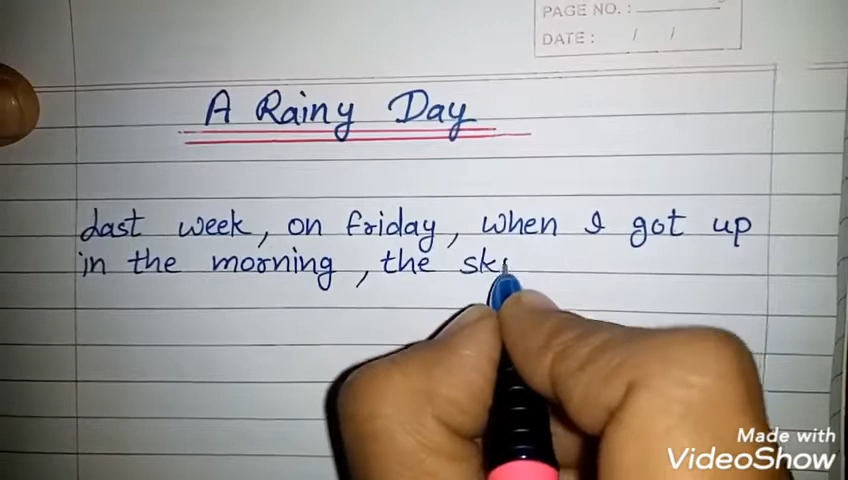 PAGE NO. :
DATE : / /
A Rainy Day
Last week, on friday, when I got up
in the morning, the sk
Made with
VideoShow